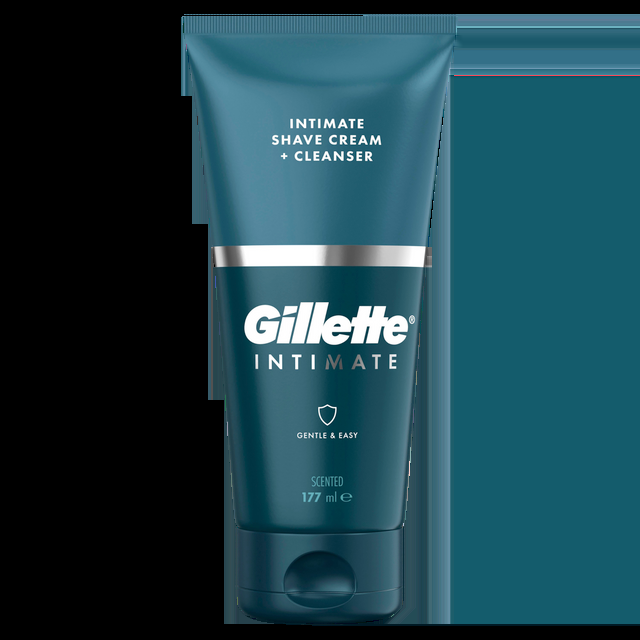 INTIMATE
SHAVE CREAM
+ CLEANSER
Gillette®
INTIMATE
GENTLE & EASY
SCENTED
177 ml ℮